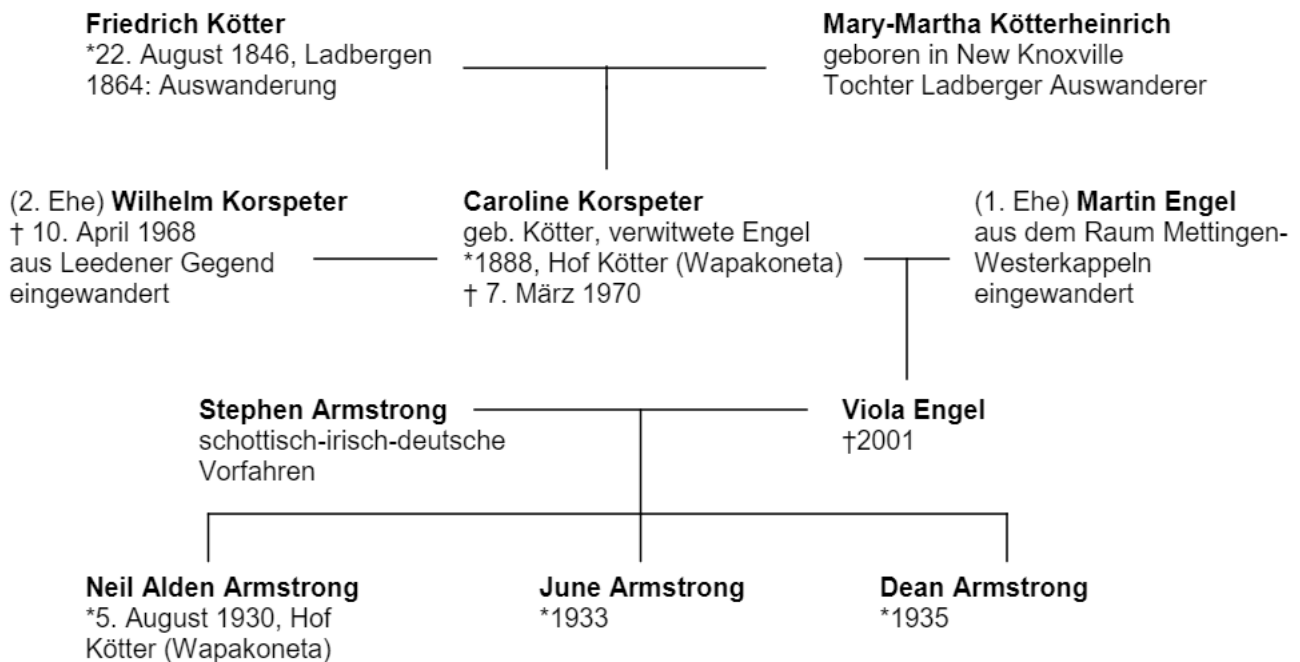 Friedrich Kötter
*22. August 1846, Ladbergen
1864: Auswanderung
Mary-Martha Kötterheinrich
geboren in New Knoxville
Tochter Ladberger Auswanderer
(2. Ehe) Wilhelm Korspeter
† 10. April 1968
aus Leedener Gegend
eingewandert
Caroline Korspeter
geb. Kötter, verwitwete Engel
*1888, Hof Kötter (Wapakoneta)
† 7. März 1970
(1. Ehe) Martin Engel
aus dem Raum Mettingen-
Westerkappeln
eingewandert
Stephen Armstrong
schottisch-irisch-deutsche
Vorfahren
Viola Engel
†2001
Neil Alden Armstrong
*5. August 1930, Hof
Kötter (Wapakoneta)
June Armstrong
*1933
Dean Armstrong
*1935